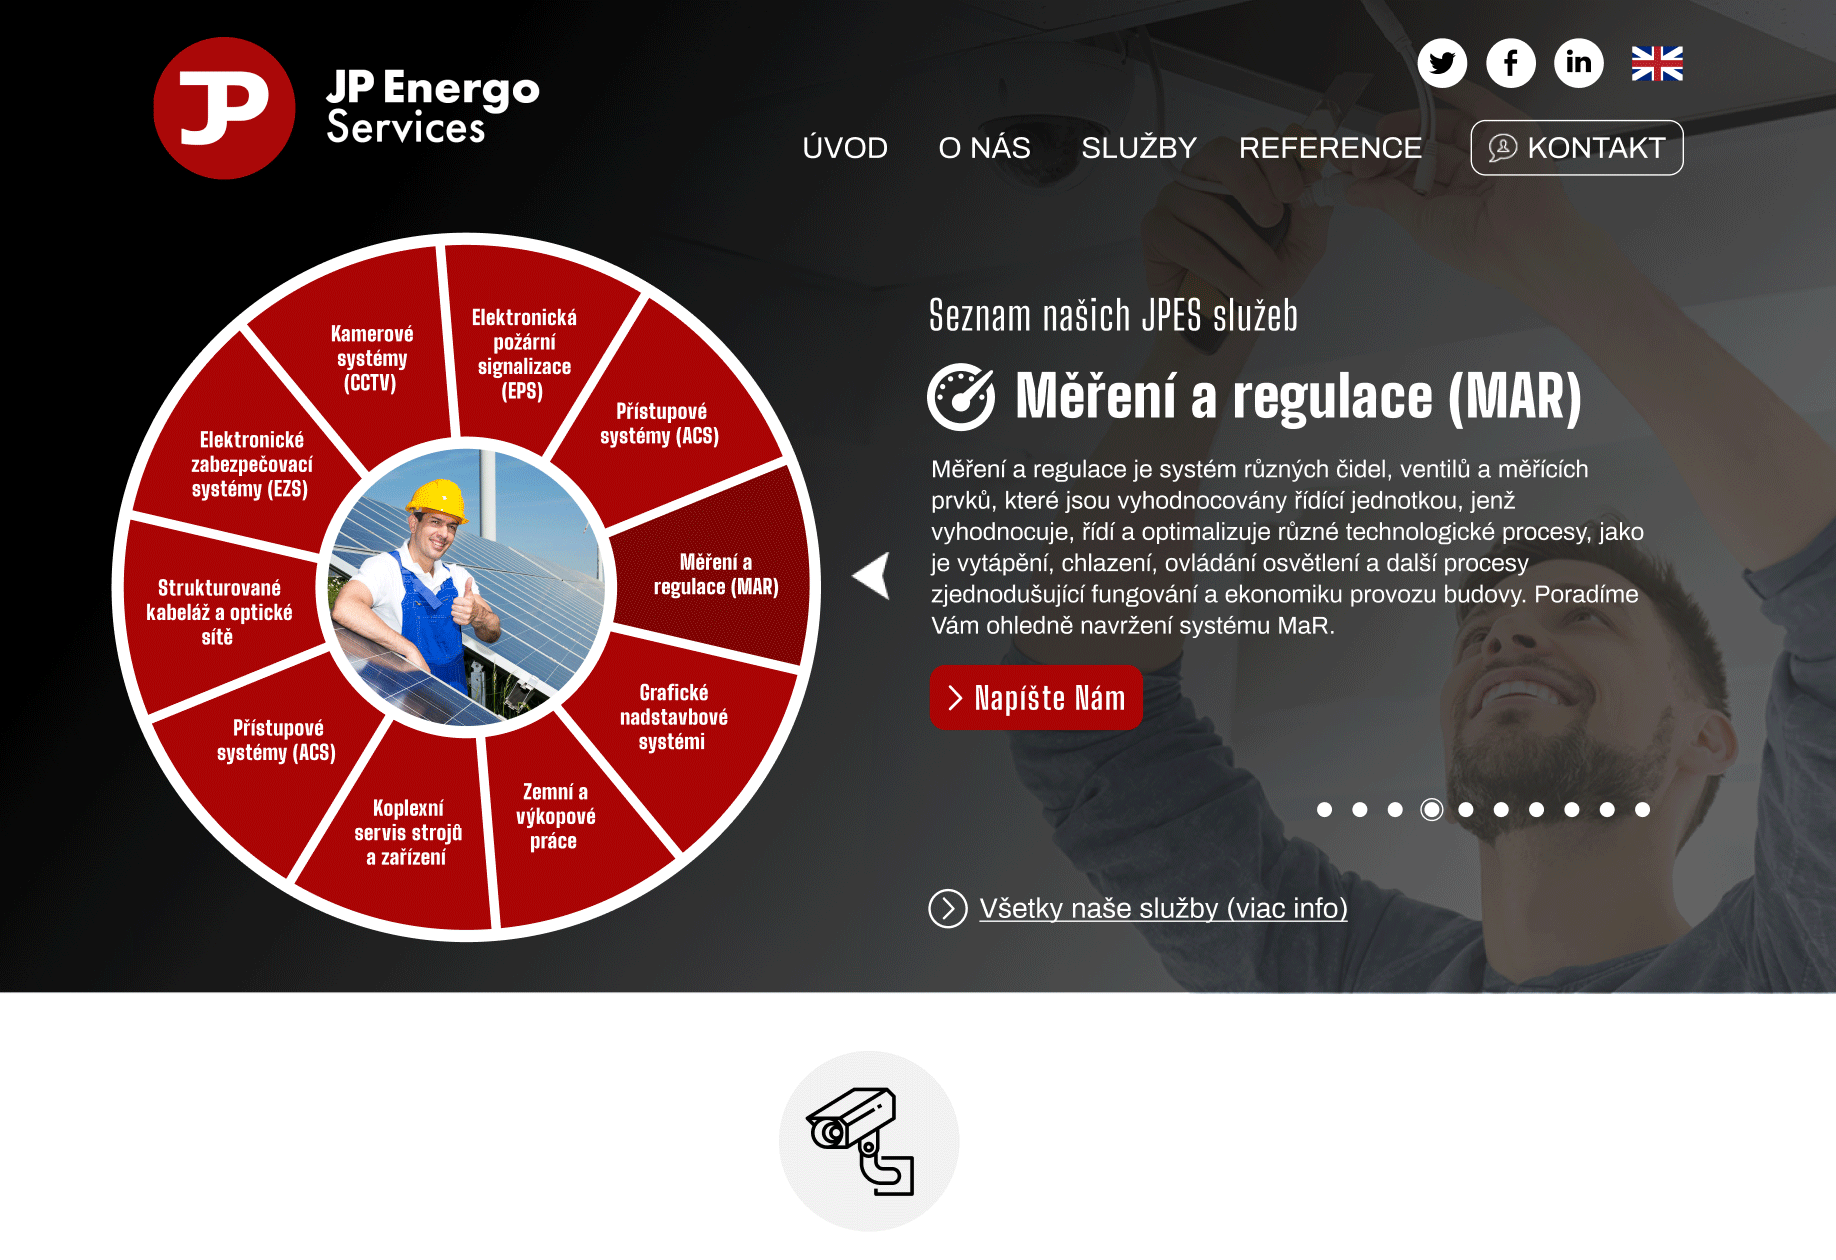 JP
JP Energo
Services
f
in
ÚVOD
O NÁS
SLUŽBY
REFERENCE
KONTAKT
Kamerové
systémy
(CCTV)
Elektronická
požární
signalizace
(EPS)
Přístupové
systémy (ACS)
Elektronické
zabezpečovací
systémy (EZS)
Měření a
regulace (MAR)
Strukturované
kabeláž a optické
sítě
Grafické
nadstavbové
systémi
Přístupové
systémy (ACS)
Zemní a
výkopové
práce
Koplexní
servis strojů
a zařízení
Seznam našich JPES služeb
Měření a regulace (MAR)
Měření a regulace je systém různých čidel, ventilů a měřících
prvků, které jsou vyhodnocovány řídící jednotkou, jenž
vyhodnocuje, řídí a optimalizuje různé technologické procesy, jako
je vytápění, chlazení, ovládání osvětlení a další procesy
zjednodušující fungování a ekonomiku provozu budovy. Poradíme
Vám ohledně navržení systému MaR.
Napíšte Nám
Všetky naše služby (viac info)